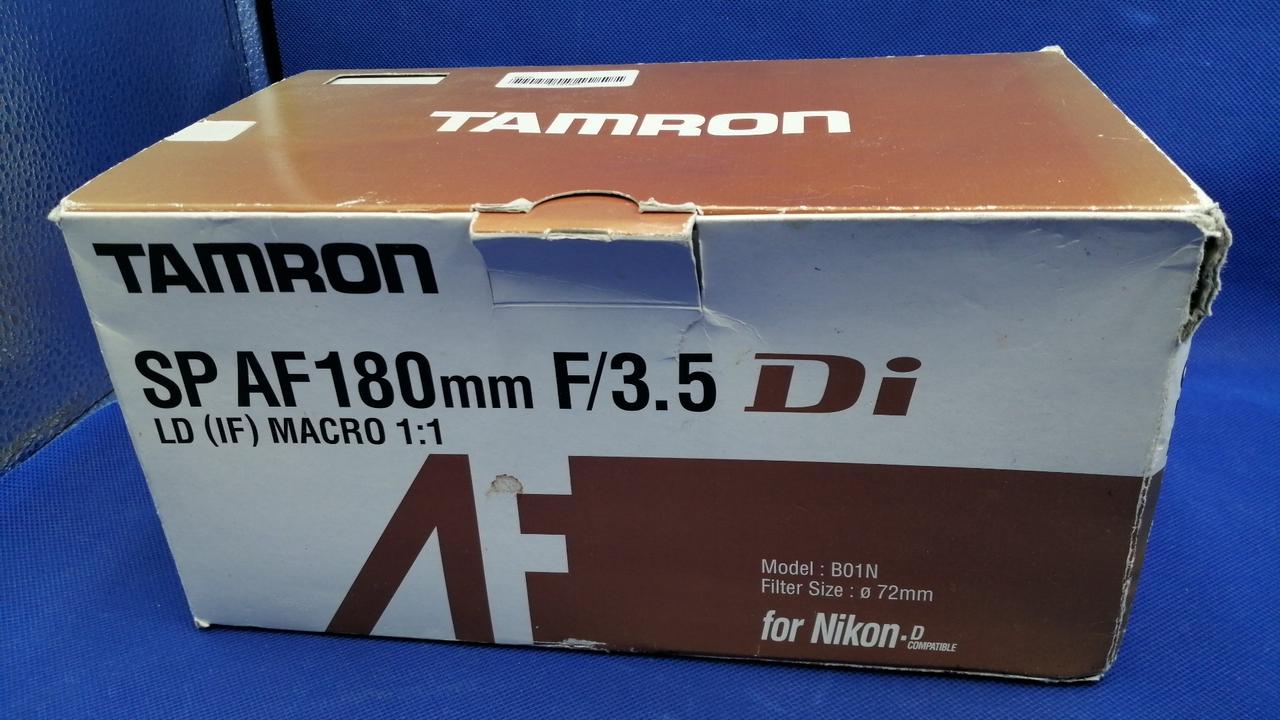 TAMRON
TAMRON
SP AF180mm F/3.5 Di
LD (IF) MACRO 1:1
AF
Model : B01N
Filter Size : ø 72mm
for Nikon-D
COMPATIBLE